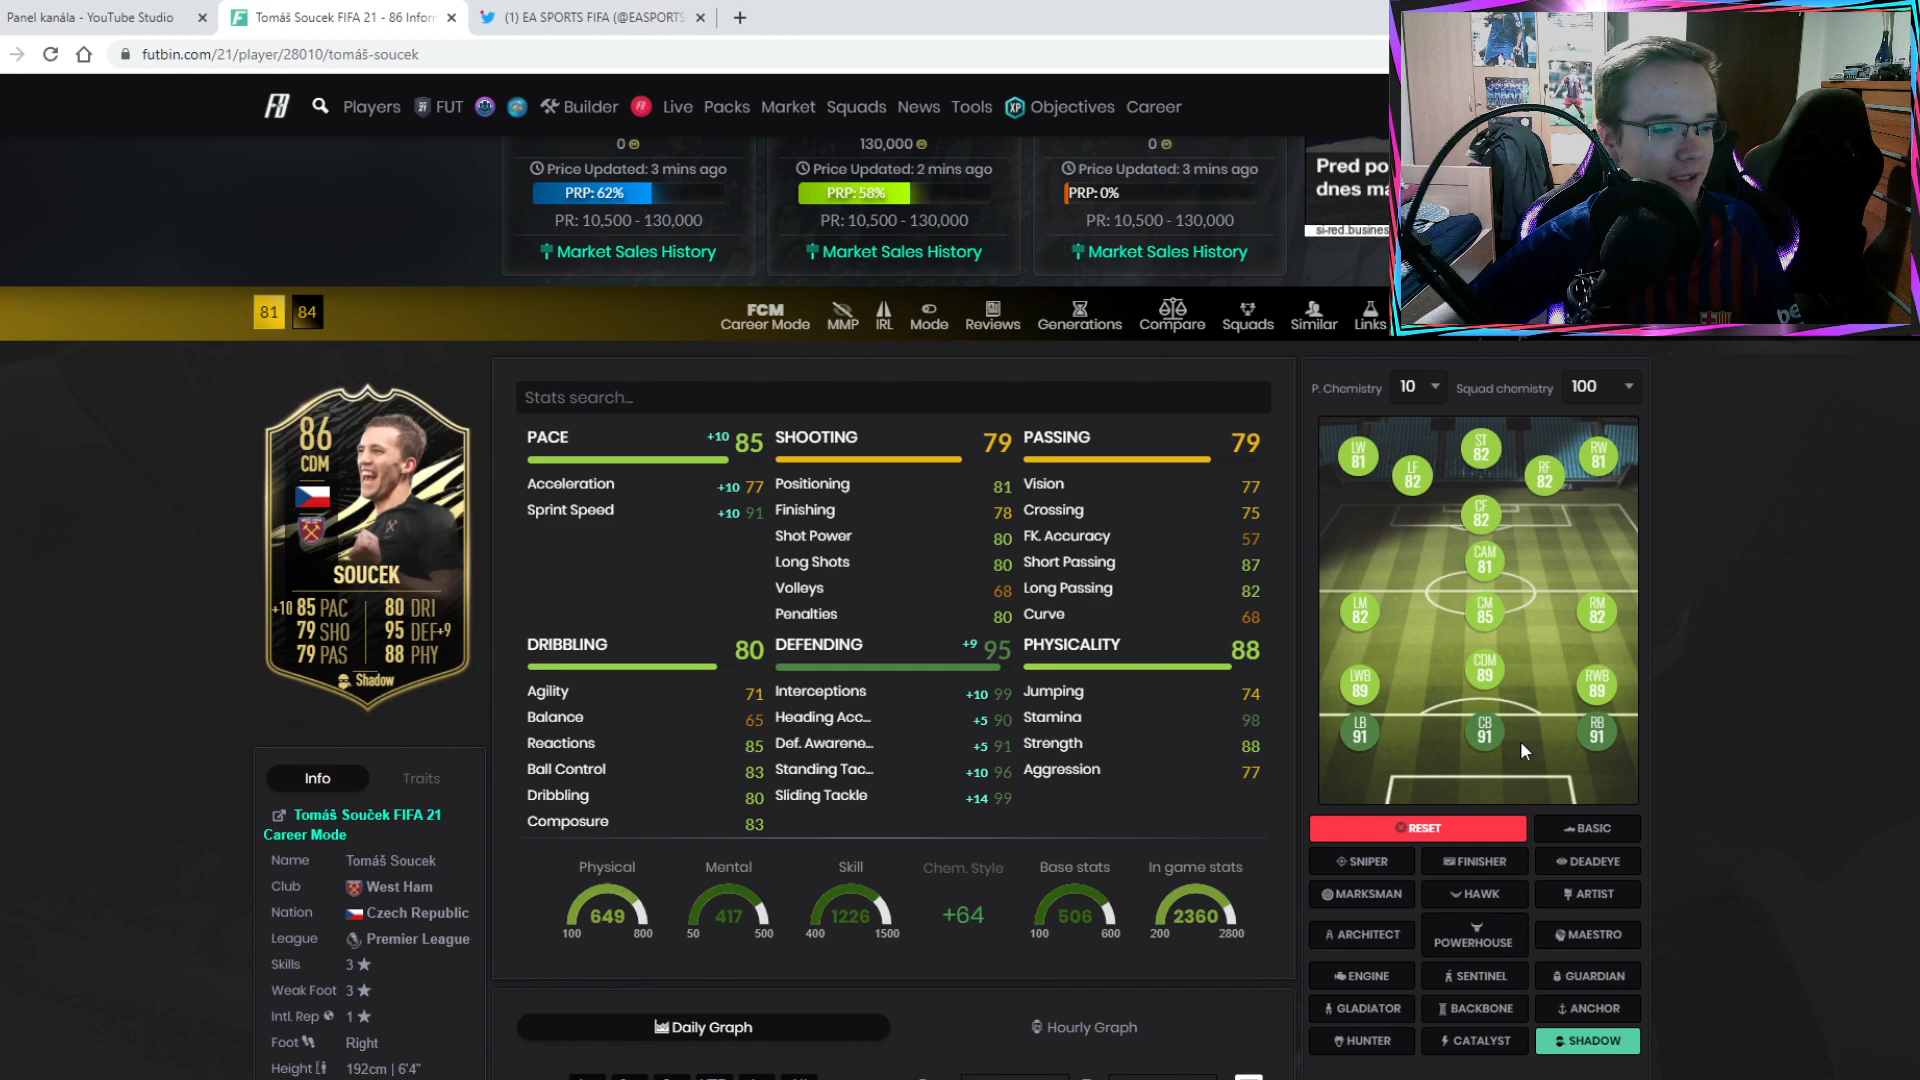 Panel kanála - YouTube Studio
Tomáš Soucek FIFA 21 - 86 Inforr
(1) EA SPORTS FIFA (@EASPORTS
futbin.com/21/player/28010/tomáš-soucek
Players FUT Builder Live Packs Market Squads News Tools XP Objectives Career
0 130,000 0
Price Updated: 3 mins ago Price Updated: 2 mins ago Price Updated: 3 mins ago
PRP: 62% PRP: 58% PRP: 0%
PR: 10,500 - 130,000 PR: 10,500 - 130,000 PR: 10,500 - 130,000
Market Sales History Market Sales History Market Sales History
Pred po
dnes ma
si-red.busines
81 84
FCM
Career Mode MMP IRL Mode Reviews Generations Compare Squads Similar Links
86
CDM
SOUCEK
+10 85 PAC 80 DRI
79 SHO 95 DEF+9
79 PAS 88 PHY
Shadow
Stats search...
PACE +10 85
Acceleration +10 77
Sprint Speed +10 91
SHOOTING 79
Positioning 81
Finishing 78
Shot Power 80
Long Shots 80
Volleys 68
Penalties 80
PASSING 79
Vision 77
Crossing 75
FK. Accuracy 57
Short Passing 87
Long Passing 82
Curve 68
DRIBBLING 80
Agility 71
Balance 65
Reactions 85
Ball Control 83
Dribbling 80
Composure 83
DEFENDING +9 95
Interceptions +10 99
Heading Acc... +5 90
Def. Awarene... +5 91
Standing Tac... +10 96
Sliding Tackle +14 99
PHYSICALITY 88
Jumping 74
Stamina 98
Strength 88
Aggression 77
Physical Mental Skill Chem. Style Base stats In game stats
649 417 1226 +64 506 2360
100 800 50 500 400 1500 100 600 200 2800
Daily Graph Hourly Graph
Info Traits
Tomáš Souček FIFA 21
Career Mode
Name Tomáš Soucek
Club West Ham
Nation Czech Republic
League Premier League
Skills 3
Weak Foot 3
Intl. Rep 1
Foot Right
Height 192cm | 6'4"
P. Chemistry 10 Squad chemistry 100
LW 81
ST 82
RW 81
LF 82
RF 82
CF 82
CAM 81
LM 82
CM 85
RM 82
LWB 89
CDM 89
RWB 89
LB 91
CB 91
RB 91
RESET BASIC
SNIPER FINISHER DEADEYE
MARKSMAN HAWK ARTIST
ARCHITECT POWERHOUSE MAESTRO
ENGINE SENTINEL GUARDIAN
GLADIATOR BACKBONE ANCHOR
HUNTER CATALYST SHADOW